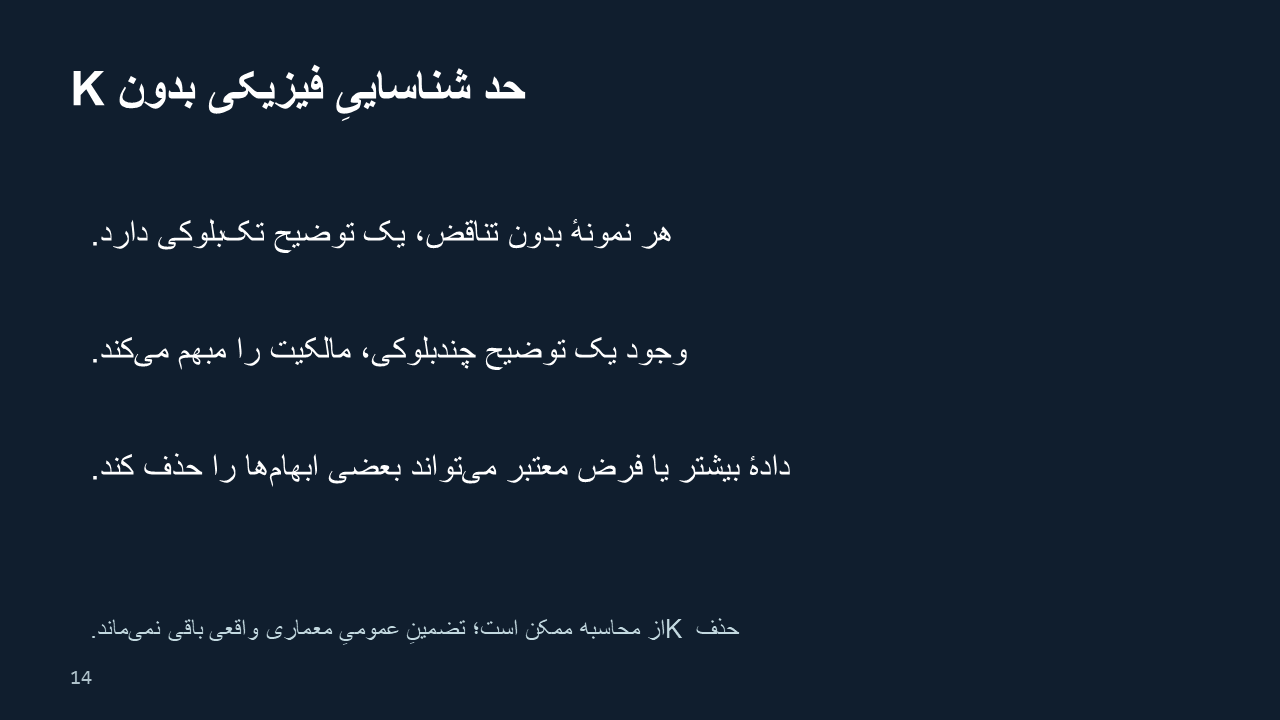 حد شناساییِ فیزیکی بدون K
هر نمونهٔ بدون تناقض، یک توضیح تک‌بلوکی دارد.
وجود یک توضیح چندبلوکی، مالکیت را مبهم می‌کند.
دادهٔ بیشتر یا فرض معتبر می‌تواند بعضی ابهام‌ها را حذف کند.
حذف K از محاسبه ممکن است؛ تضمینِ عمومیِ معماری واقعی باقی نمی‌ماند.
14